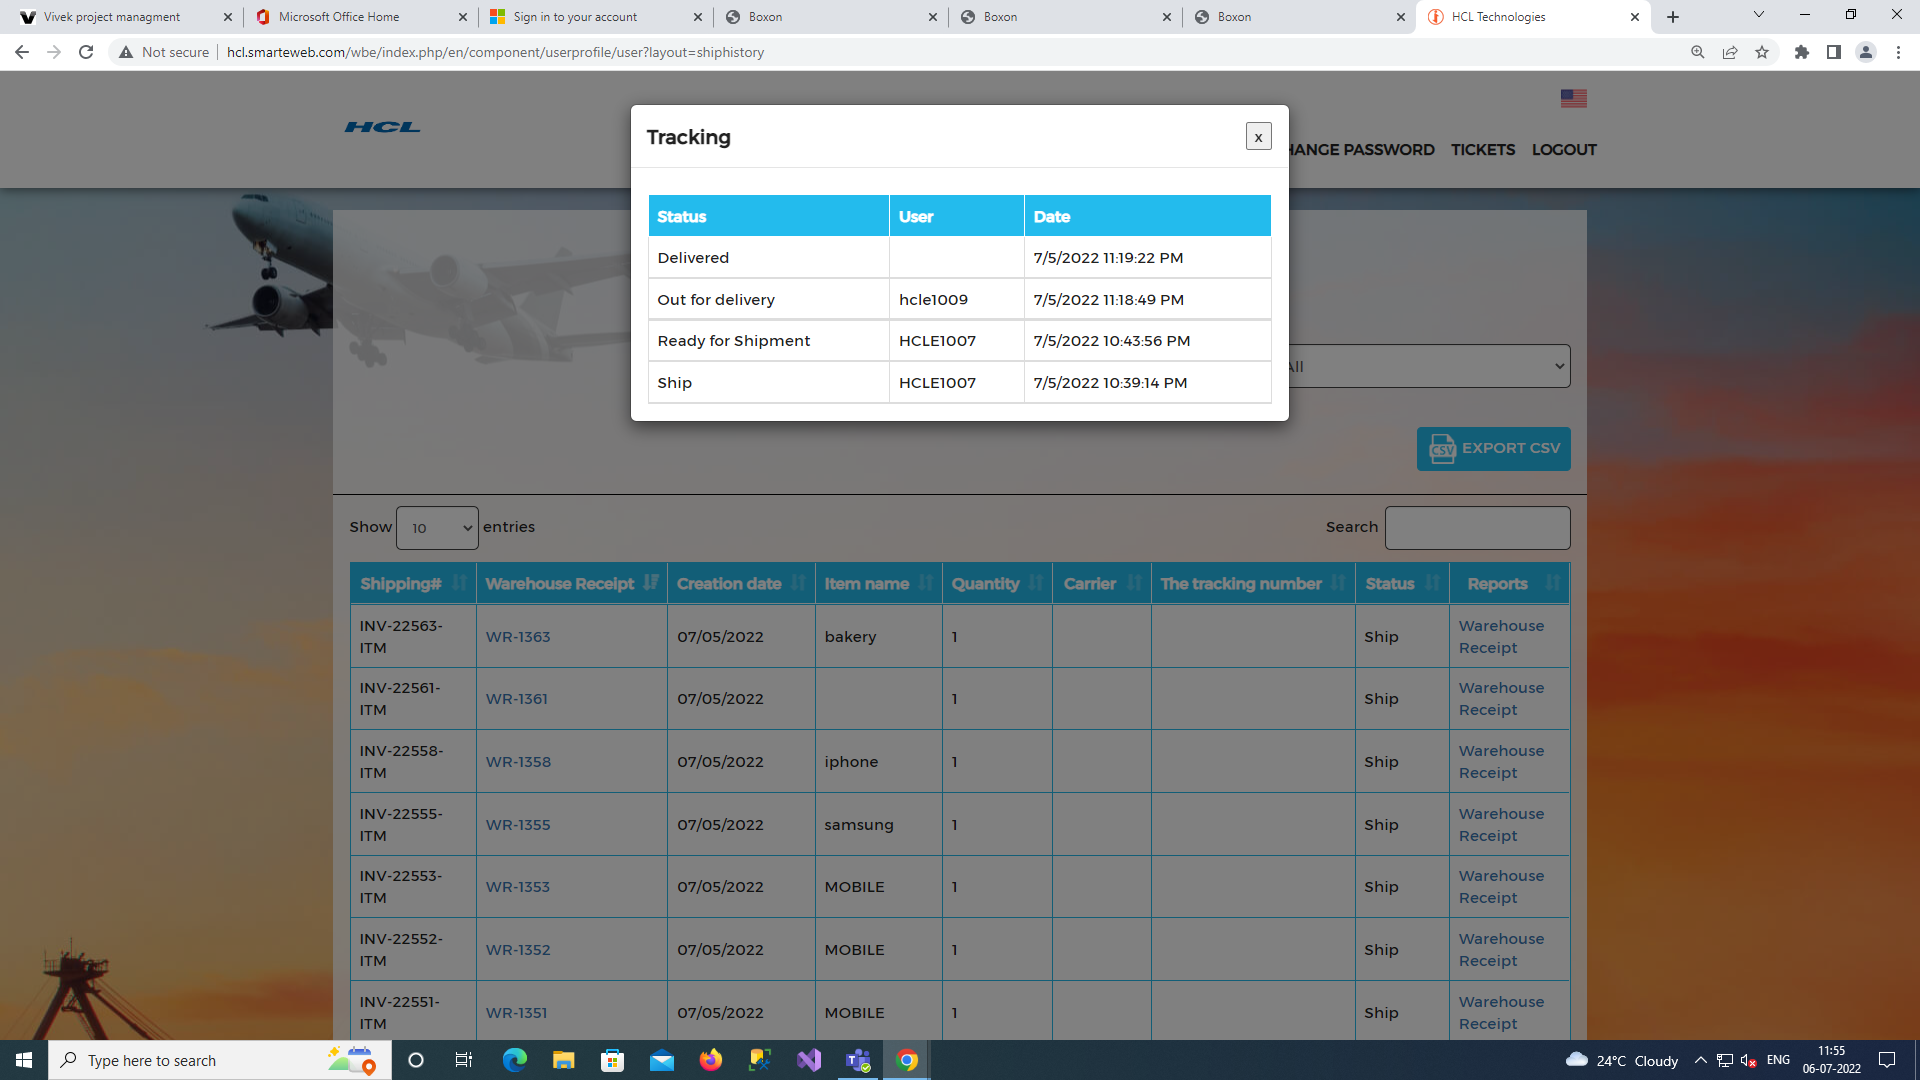 Vivek project managment
Microsoft Office Home
Sign in to your account
Boxon
Boxon
Boxon
HCL Technologies
Not secure
hcl.smarteweb.com/wbe/index.php/en/component/userprofile/user?layout=shiphistory
HCL
HANGE PASSWORD TICKETS LOGOUT
Tracking
x
Status User Date
Delivered 7/5/2022 11:19:22 PM
Out for delivery hcle1009 7/5/2022 11:18:49 PM
Ready for Shipment HCLE1007 7/5/2022 10:43:56 PM
Ship HCLE1007 7/5/2022 10:39:14 PM
All
CSV EXPORT CSV
Show 10 entries Search
Shipping# Warehouse Receipt Creation date Item name Quantity Carrier The tracking number Status Reports
INV-22563-ITM WR-1363 07/05/2022 bakery 1 Ship Warehouse Receipt
INV-22561-ITM WR-1361 07/05/2022 1 Ship Warehouse Receipt
INV-22558-ITM WR-1358 07/05/2022 iphone 1 Ship Warehouse Receipt
INV-22555-ITM WR-1355 07/05/2022 samsung 1 Ship Warehouse Receipt
INV-22553-ITM WR-1353 07/05/2022 MOBILE 1 Ship Warehouse Receipt
INV-22552-ITM WR-1352 07/05/2022 MOBILE 1 Ship Warehouse Receipt
INV-22551-ITM WR-1351 07/05/2022 MOBILE 1 Ship Warehouse Receipt
Type here to search
24°C Cloudy
ENG
11:55
06-07-2022